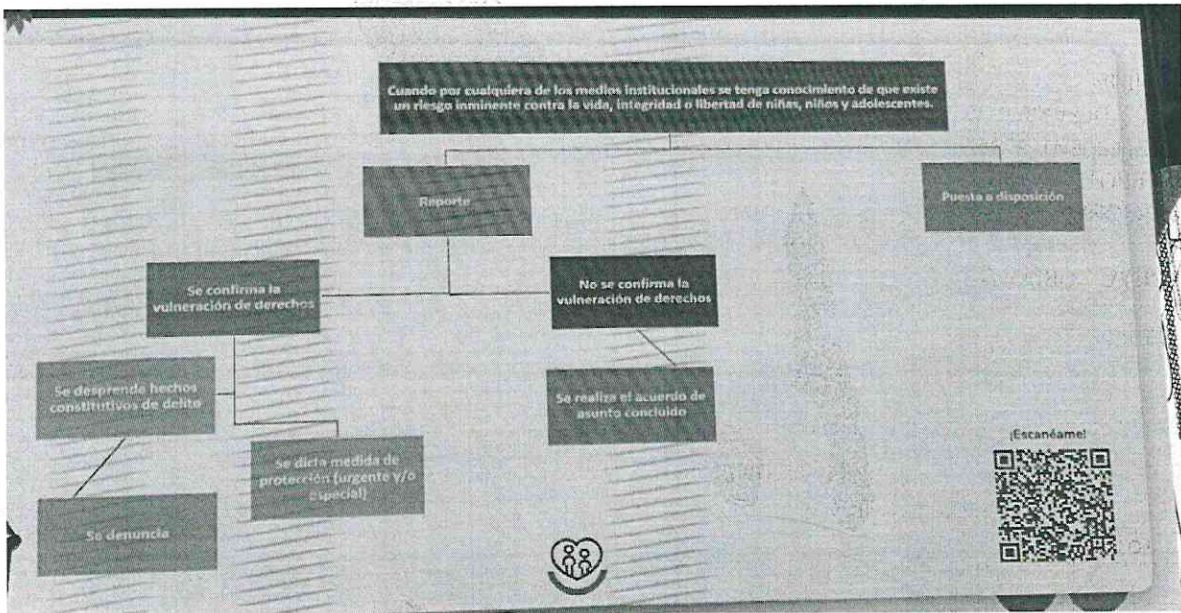 Cuando por cualquiera de los medios institucionales se tenga conocimiento de que existe
un riesgo inminente contra la vida, integridad o libertad de niñas, niños y adolescentes.
Reporte
Puesta a disposición
Se confirma la
vulneración de derechos
No se confirma la
vulneración de derechos
Se desprende hechos
constitutivos de delito
Se realiza el acuerdo de
asunto concluido
Se dicta medida de
protección (urgente y/o
especial)
Se denuncia
¡Escanéame!